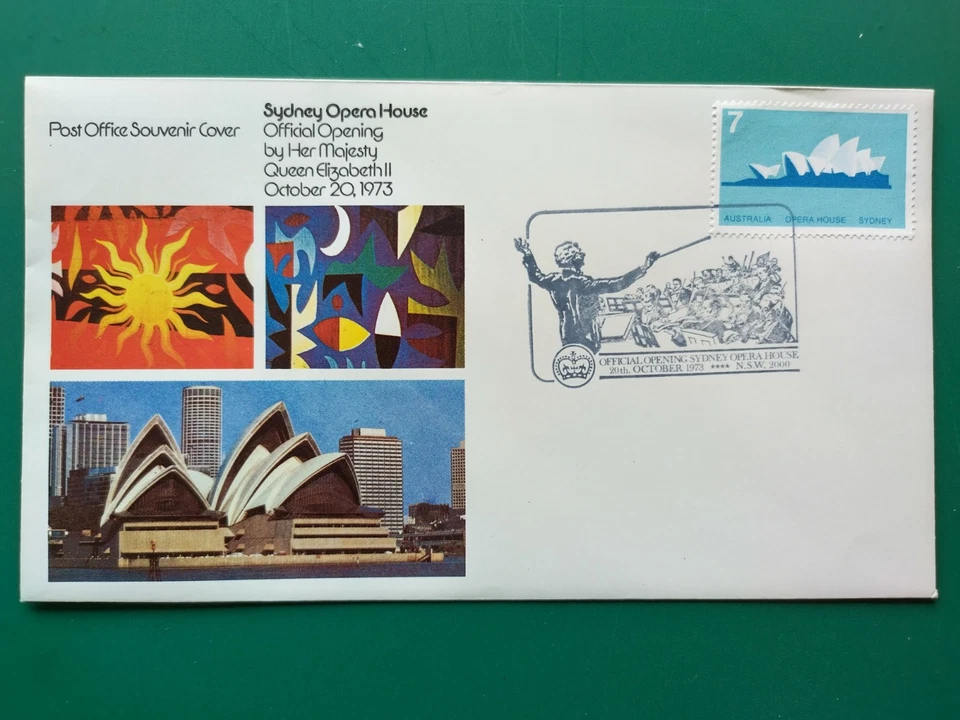 Post Office Souvenir Cover
Sydney Opera House
Official Opening
by Her Majesty
Queen Elizabeth II
October 20, 1973
7
AUSTRALIA OPERA HOUSE SYDNEY
OFFICIAL OPENING SYDNEY OPERA HOUSE
20th. OCTOBER 1973 **** N.S.W. 2000